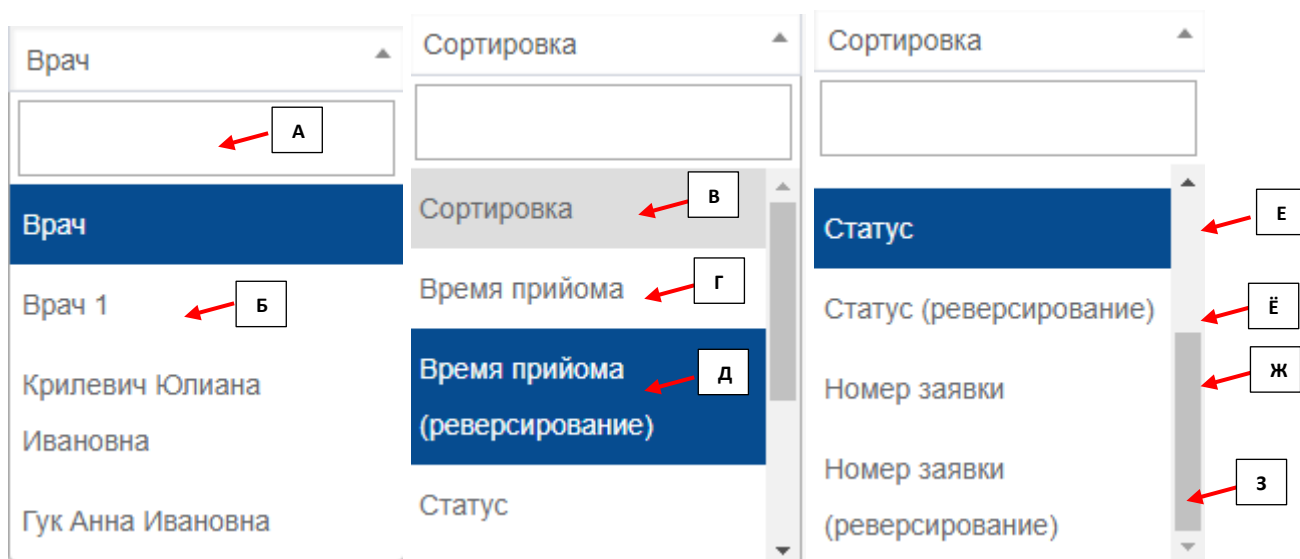 Врач
А
Врач
Врач 1
Б
Крилевич Юлиана
Ивановна
Гук Анна Ивановна
Сортировка
Сортировка
В
Время прийома
Г
Время прийома
(реверсирование)
Д
Статус
Сортировка
Статус
Е
Статус (реверсирование)
Ё
Номер заявки
Ж
Номер заявки
(реверсирование)
З